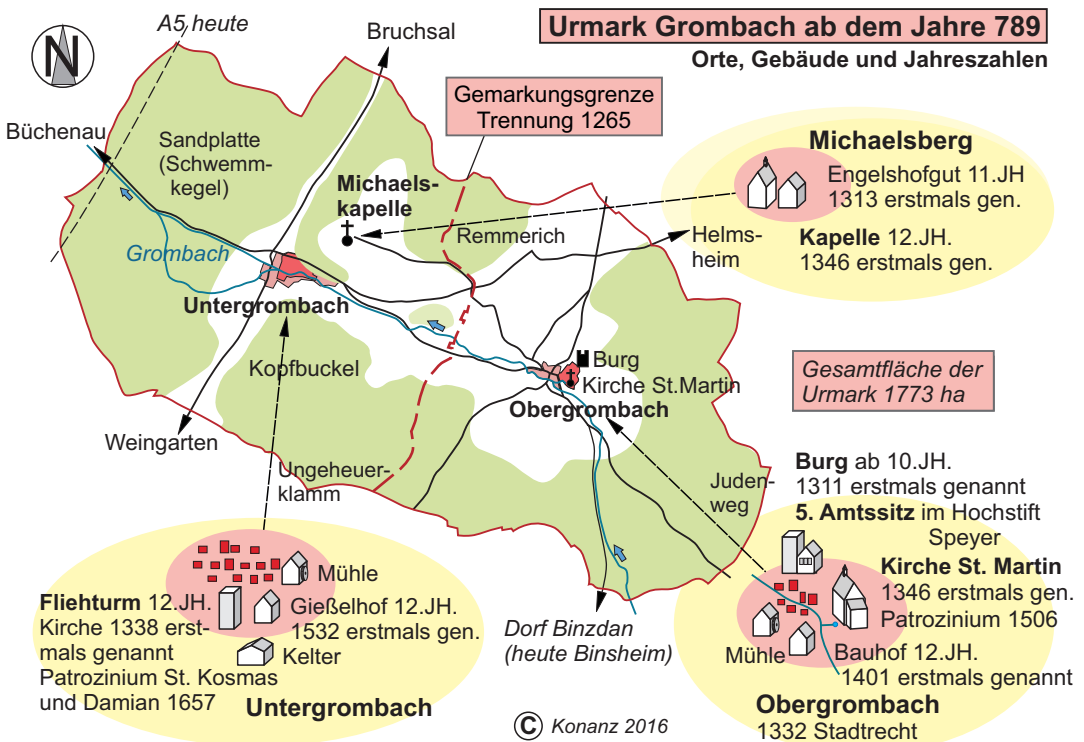 Urmark Grombach ab dem Jahre 789
Orte, Gebäude und Jahreszahlen
N
A5 heute
Bruchsal
Gemarkungsgrenze
Trennung 1265
Büchenau
Sandplatte
(Schwemm-
kegel)
Michaels-
kapelle
Remmerich
Helms-
heim
Grombach
Untergrombach
Kopfbuckel
Burg
Kirche St.Martin
Obergrombach
Weingarten
Ungeheuer-
klamm
Juden-
weg
Dorf Binzdan
(heute Binsheim)
Michaelsberg
Engelshofgut 11.JH
1313 erstmals gen.
Kapelle 12.JH.
1346 erstmals gen.
Gesamtfläche der
Urmark 1773 ha
Burg ab 10.JH.
1311 erstmals genannt
5. Amtssitz im Hochstift
Speyer
Kirche St. Martin
1346 erstmals gen.
Patrozinium 1506
Mühle
Bauhof 12.JH.
1401 erstmals genannt
Obergrombach
1332 Stadtrecht
Mühle
Fliehturm 12.JH.
Kirche 1338 erst-
mals genannt
Patrozinium St. Kosmas
und Damian 1657
Gießelhof 12.JH.
1532 erstmals gen.
Kelter
Untergrombach
C Konanz 2016